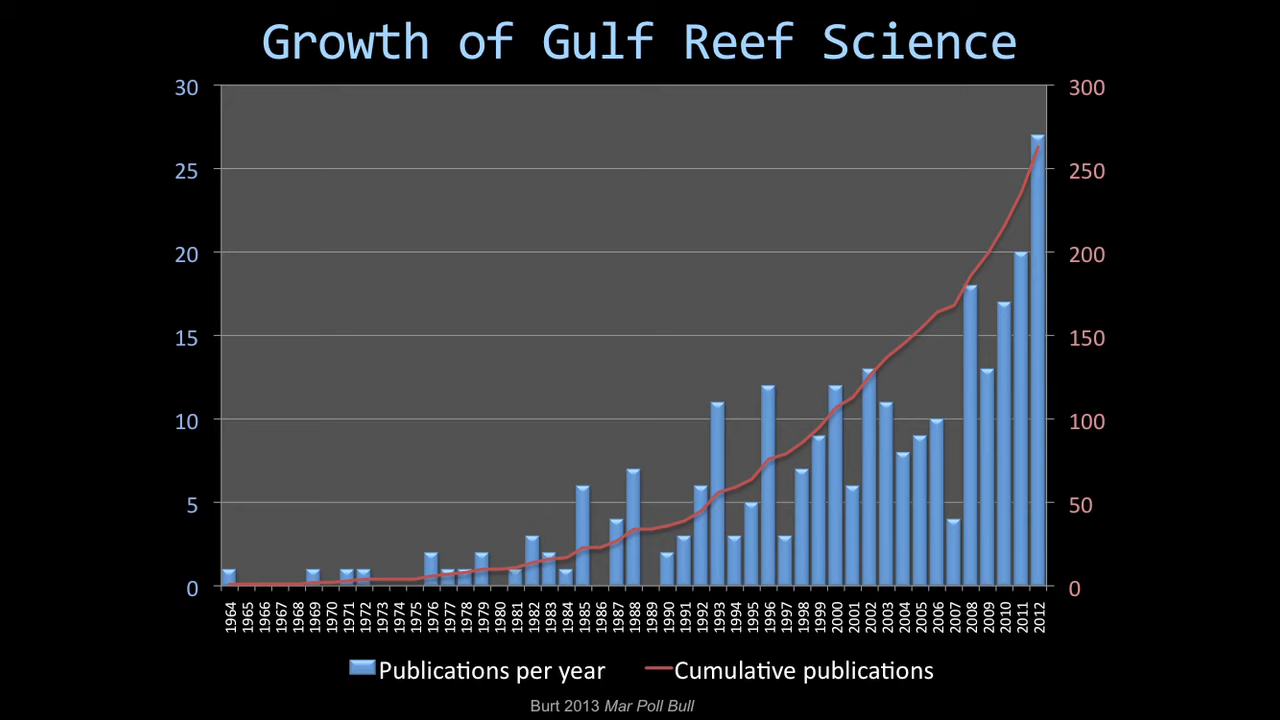 Growth of Gulf Reef Science
30 300
25 250
20 200
15 150
10 100
5 50
0 0
1964 1965 1966 1967 1968 1969 1970 1971 1972 1973 1974 1975 1976 1977 1978 1979 1980 1981 1982 1983 1984 1985 1986 1987 1988 1989 1990 1991 1992 1993 1994 1995 1996 1997 1998 1999 2000 2001 2002 2003 2004 2005 2006 2007 2008 2009 2010 2011 2012
Publications per year Cumulative publications
Burt 2013 Mar Poll Bull